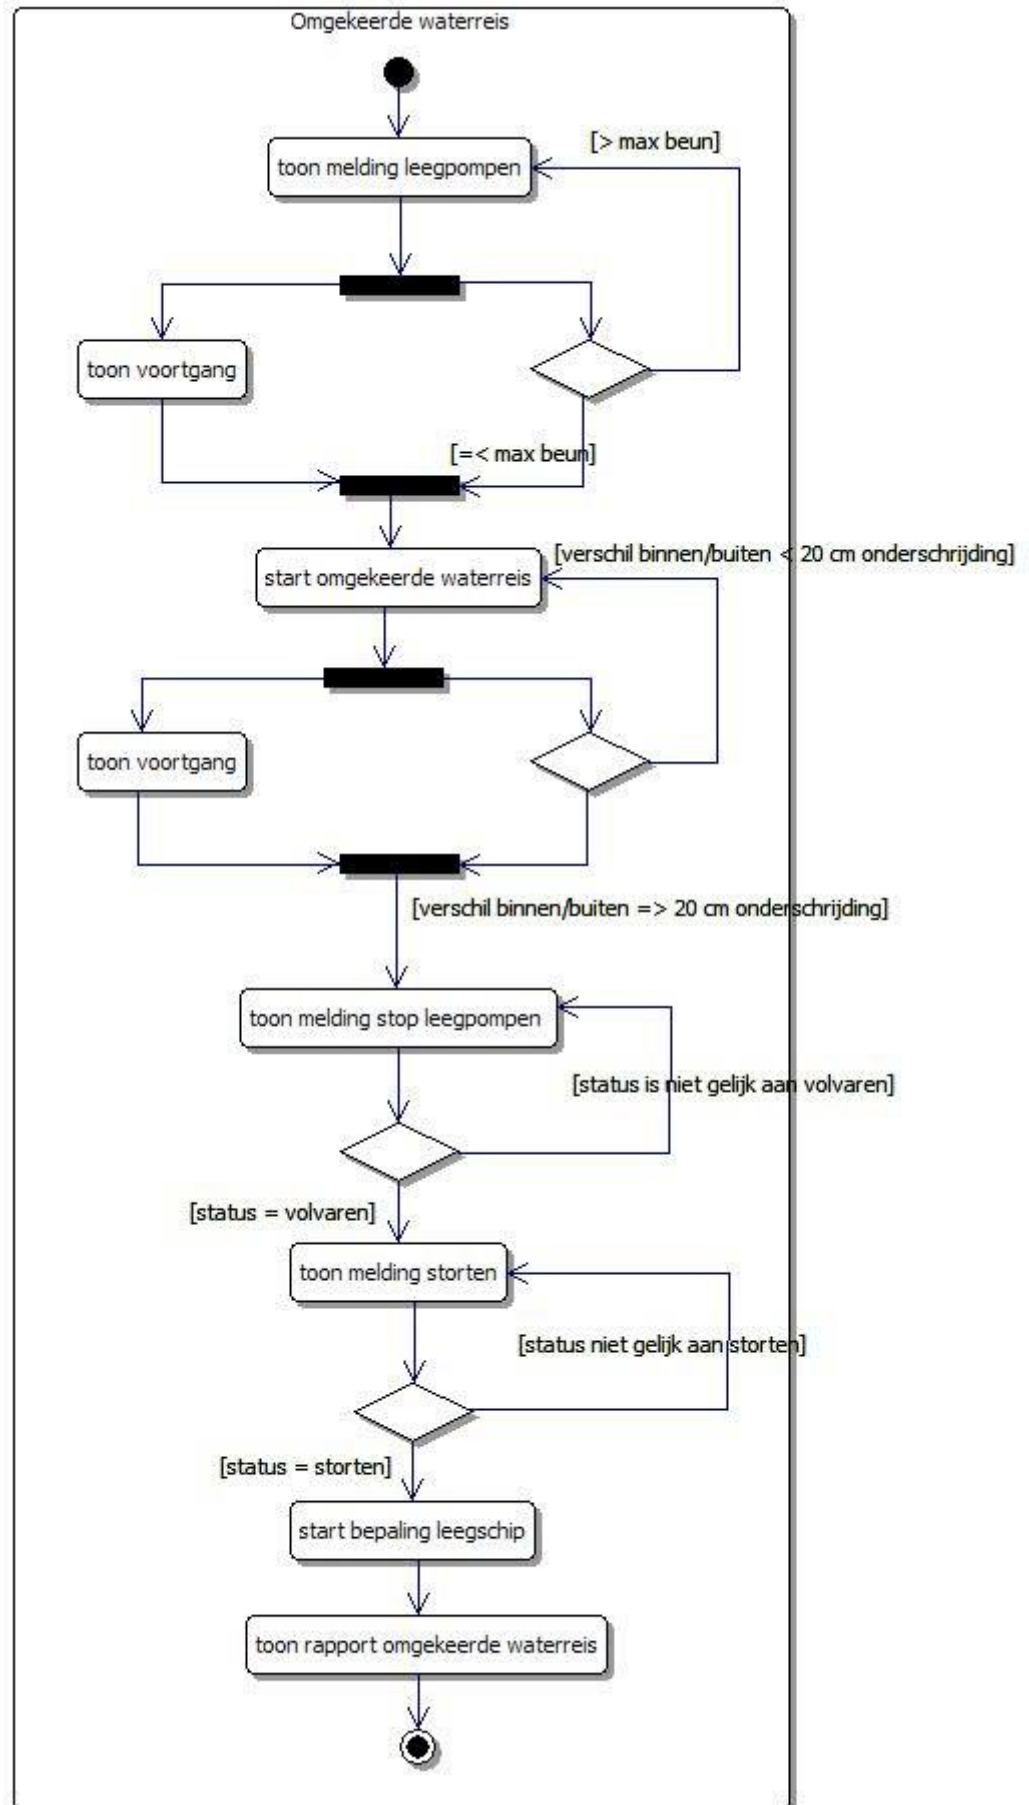 Omgekeerde waterreis
[> max beun]
toon melding leegpompen
toon voortgang
[=< max beun]
[verschil binnen/buiten < 20 cm onderschrijding]
start omgekeerde waterreis
toon voortgang
[verschil binnen/buiten => 20 cm onderschrijding]
toon melding stop leegpompen
[status is niet gelijk aan volvaren]
[status = volvaren]
toon melding storten
[status niet gelijk aan storten]
[status = storten]
start bepaling leegschip
toon rapport omgekeerde waterreis